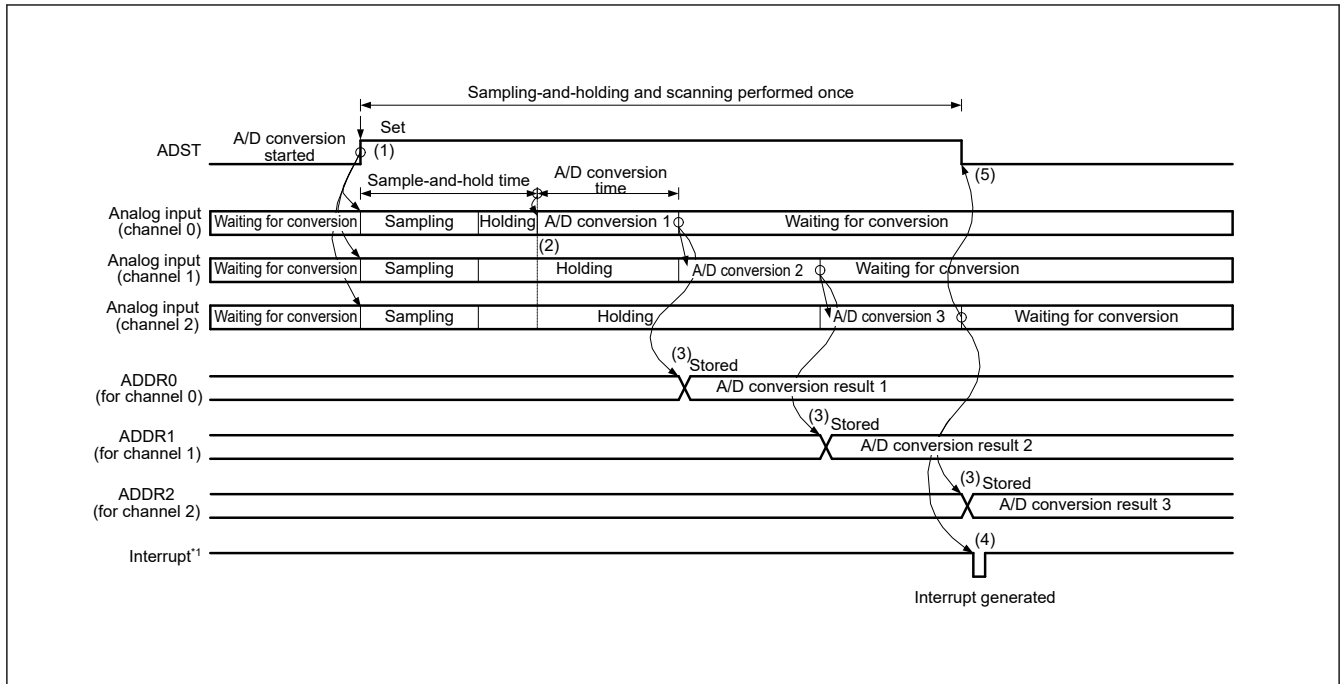 Sampling-and-holding and scanning performed once
ADST
A/D conversion
started
Set
(1)
(5)
Sample-and-hold time
A/D conversion
time
Analog input
(channel 0)
Waiting for conversion
Sampling
Holding
A/D conversion 1
Waiting for conversion
(2)
Analog input
(channel 1)
Waiting for conversion
Sampling
Holding
A/D conversion 2
Waiting for conversion
Analog input
(channel 2)
Waiting for conversion
Sampling
Holding
A/D conversion 3
Waiting for conversion
ADDR0
(for channel 0)
(3)
Stored
A/D conversion result 1
ADDR1
(for channel 1)
(3)
Stored
A/D conversion result 2
ADDR2
(for channel 2)
(3)
Stored
A/D conversion result 3
Interrupt*1
(4)
Interrupt generated